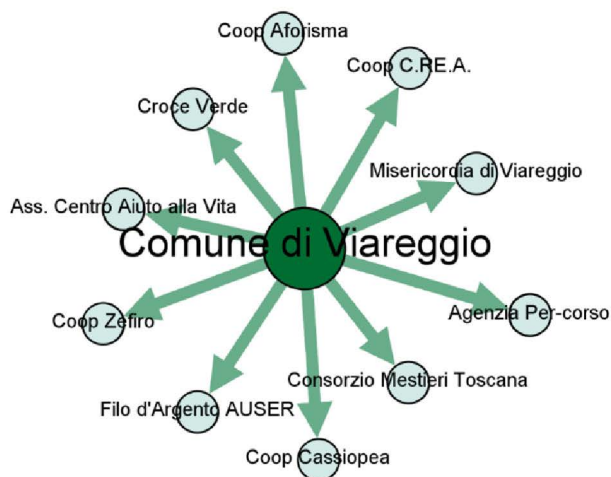 Coop Aforisma
Coop C.RE.A.
Croce Verde
Misericordia di Viareggio
Ass. Centro Aiuto alla Vita
Comune di Viareggio
Agenzia Per-corso
Coop Zefiro
Consorzio Mestieri Toscana
Filo d'Argento AUSER
Coop Cassiopea